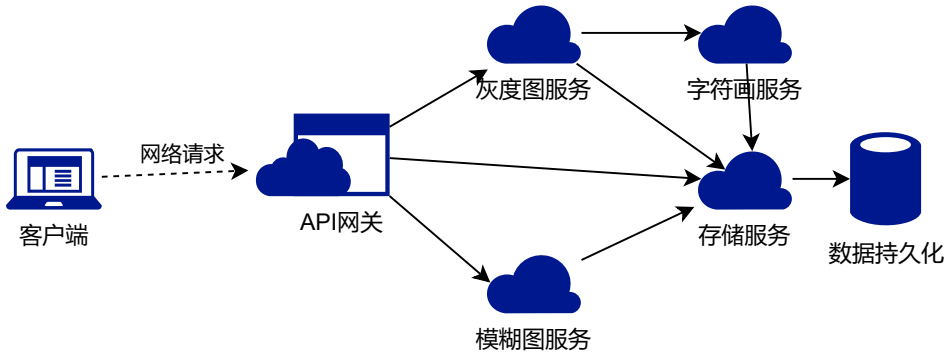 灰度图服务
字符画服务
网络请求
客户端
API网关
存储服务
数据持久化
模糊图服务